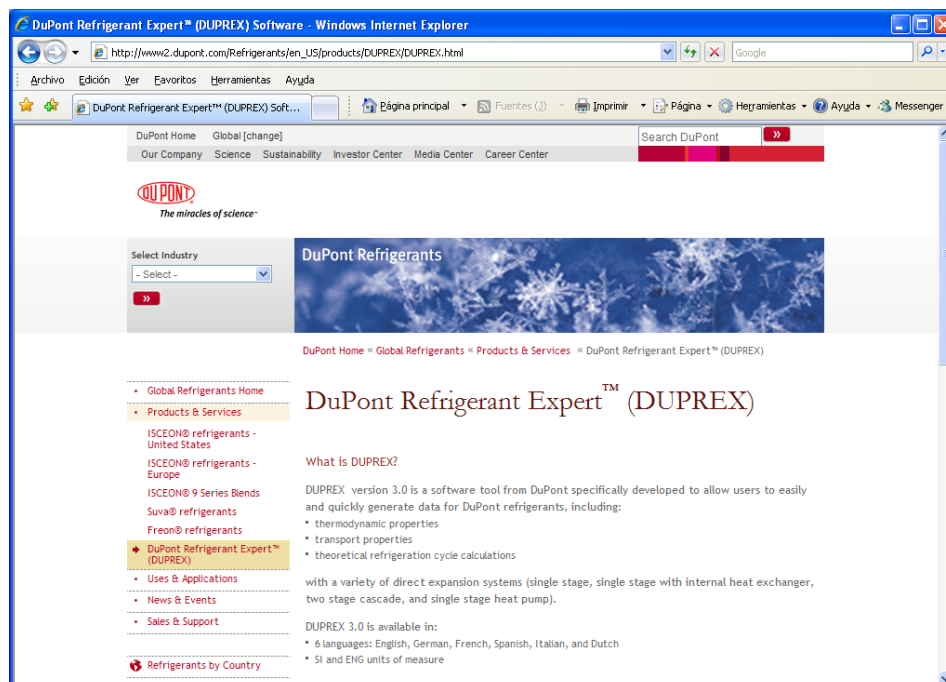 DuPont Refrigerant Expert™ (DUPREX) Software - Windows Internet Explorer
http://www2.dupont.com/Refrigerants/en_US/products/DUPREX/DUPREX.html
Google
Archivo Edición Ver Favoritos Herramientas Ayuda
DuPont Refrigerant Expert™ (DUPREX) Soft...
Página principal Fuentes (J) Imprimir Página Herramientas Ayuda Messenger
DuPont Home Global [change]
Search DuPont
Our Company Science Sustainability Investor Center Media Center Career Center
DU PONT
The miracles of science™
Select Industry
- Select -
DuPont Refrigerants
DuPont Home « Global Refrigerants « Products & Services « DuPont Refrigerant Expert™ (DUPREX)
• Global Refrigerants Home
• Products & Services
ISCEON® refrigerants -
United States
ISCEON® refrigerants -
Europe
ISCEON® 9 Series Blends
Suva® refrigerants
Freon® refrigerants
DuPont Refrigerant Expert™
(DUPREX)
• Uses & Applications
• News & Events
• Sales & Support
Refrigerants by Country
DuPont Refrigerant Expert™ (DUPREX)
What is DUPREX?
DUPREX version 3.0 is a software tool from DuPont specifically developed to allow users to easily
and quickly generate data for DuPont refrigerants, including:
• thermodynamic properties
• transport properties
• theoretical refrigeration cycle calculations
with a variety of direct expansion systems (single stage, single stage with internal heat exchanger,
two stage cascade, and single stage heat pump).
DUPREX 3.0 is available in:
• 6 languages: English, German, French, Spanish, Italian, and Dutch
• SI and ENG units of measure